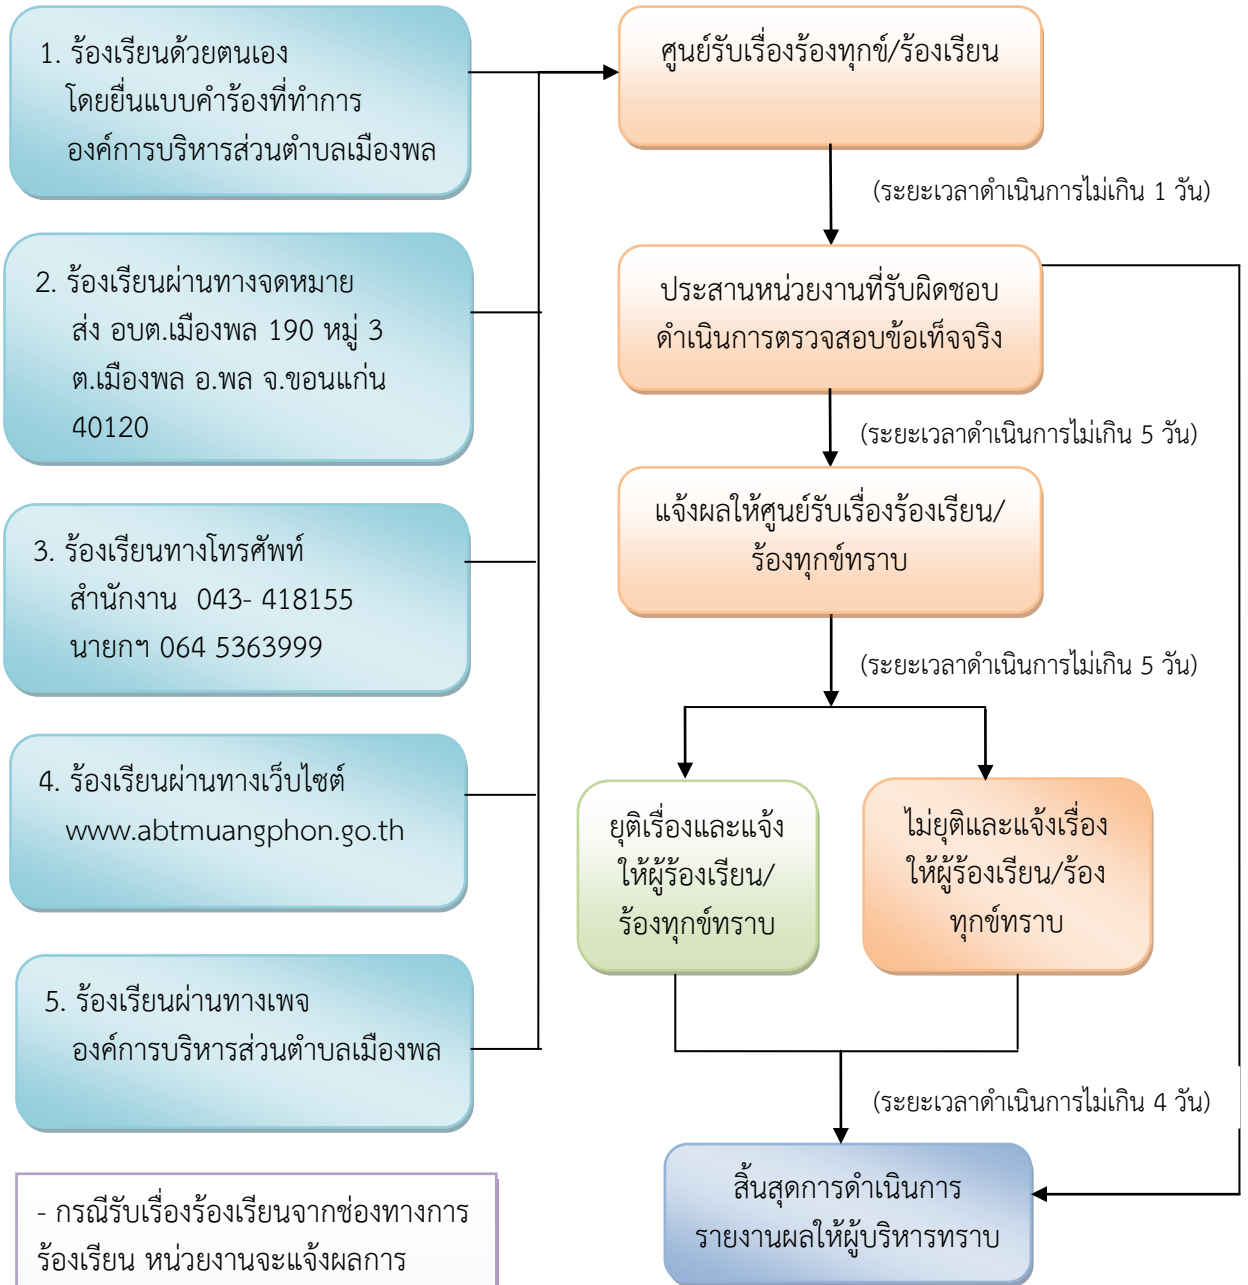 1. ร้องเรียนด้วยตนเอง
โดยยื่นแบบคำร้องที่ทำการ
องค์การบริหารส่วนตำบลเมืองพล
2. ร้องเรียนผ่านทางจดหมาย
ส่ง อบต.เมืองพล 190 หมู่ 3
ต.เมืองพล อ.พล จ.ขอนแก่น
40120
3. ร้องเรียนทางโทรศัพท์
สำนักงาน 043- 418155
นายกฯ 064 5363999
4. ร้องเรียนผ่านทางเว็บไซต์
www.abtmuangphon.go.th
5. ร้องเรียนผ่านทางเพจ
องค์การบริหารส่วนตำบลเมืองพล
- กรณีรับเรื่องร้องเรียนจากช่องทางการ
ร้องเรียน หน่วยงานจะแจ้งผลการ
ศูนย์รับเรื่องร้องทุกข์/ร้องเรียน
(ระยะเวลาดำเนินการไม่เกิน 1 วัน)
ประสานหน่วยงานที่รับผิดชอบ
ดำเนินการตรวจสอบข้อเท็จจริง
(ระยะเวลาดำเนินการไม่เกิน 5 วัน)
แจ้งผลให้ศูนย์รับเรื่องร้องเรียน/
ร้องทุกข์ทราบ
(ระยะเวลาดำเนินการไม่เกิน 5 วัน)
ยุติเรื่องและแจ้ง
ให้ผู้ร้องเรียน/
ร้องทุกข์ทราบ
ไม่ยุติและแจ้งเรื่อง
ให้ผู้ร้องเรียน/ร้อง
ทุกข์ทราบ
(ระยะเวลาดำเนินการไม่เกิน 4 วัน)
สิ้นสุดการดำเนินการ
รายงานผลให้ผู้บริหารทราบ